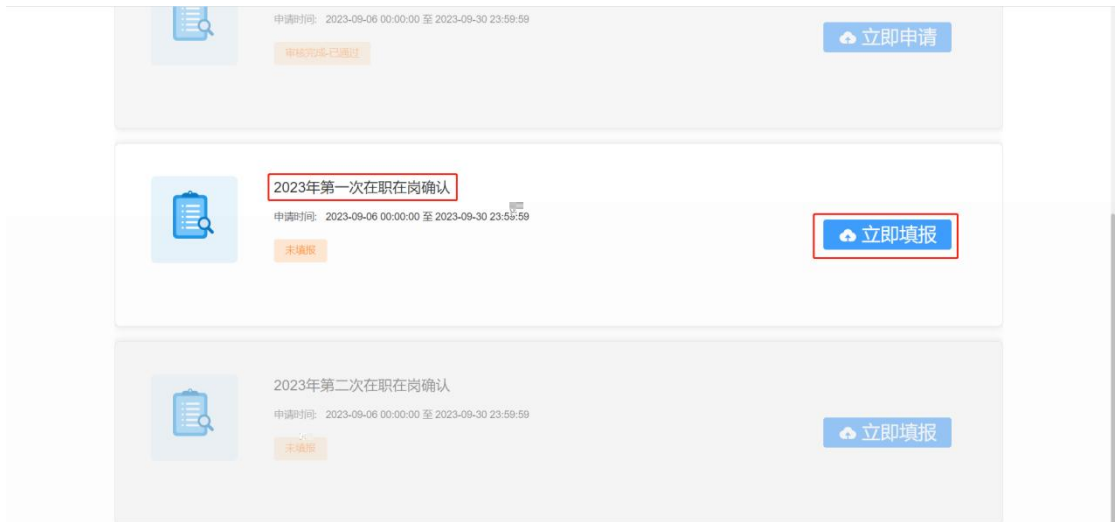 申请时间: 2023-09-06 00:00:00 至 2023-09-30 23:59:59
立即申请
审核完成-已通过
2023年第一次在职在岗确认
申请时间: 2023-09-06 00:00:00 至 2023-09-30 23:59:59
立即填报
未填报
2023年第二次在职在岗确认
申请时间: 2023-09-06 00:00:00 至 2023-09-30 23:59:59
立即填报
未填报